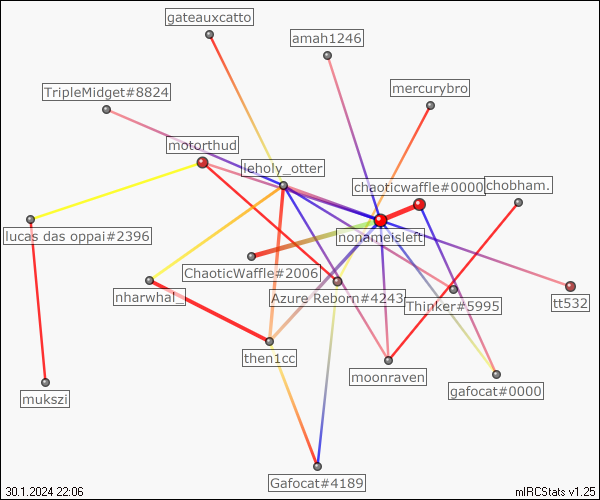 gateauxcatto
amah1246
mercurybro
TripleMidget#8824
motorthud
leholy_otter
chaoticwaffle#0000
chobham.
lucas das oppai#2396
nonameisleft
ChaoticWaffle#2006
nharwhal_
Azure Reborn#4243
Thinker#5995
tt532
then1cc
moonraven
gafocat#0000
mukszi
Gafocat#4189
30.1.2024 22:06
mIRCStats v1.25